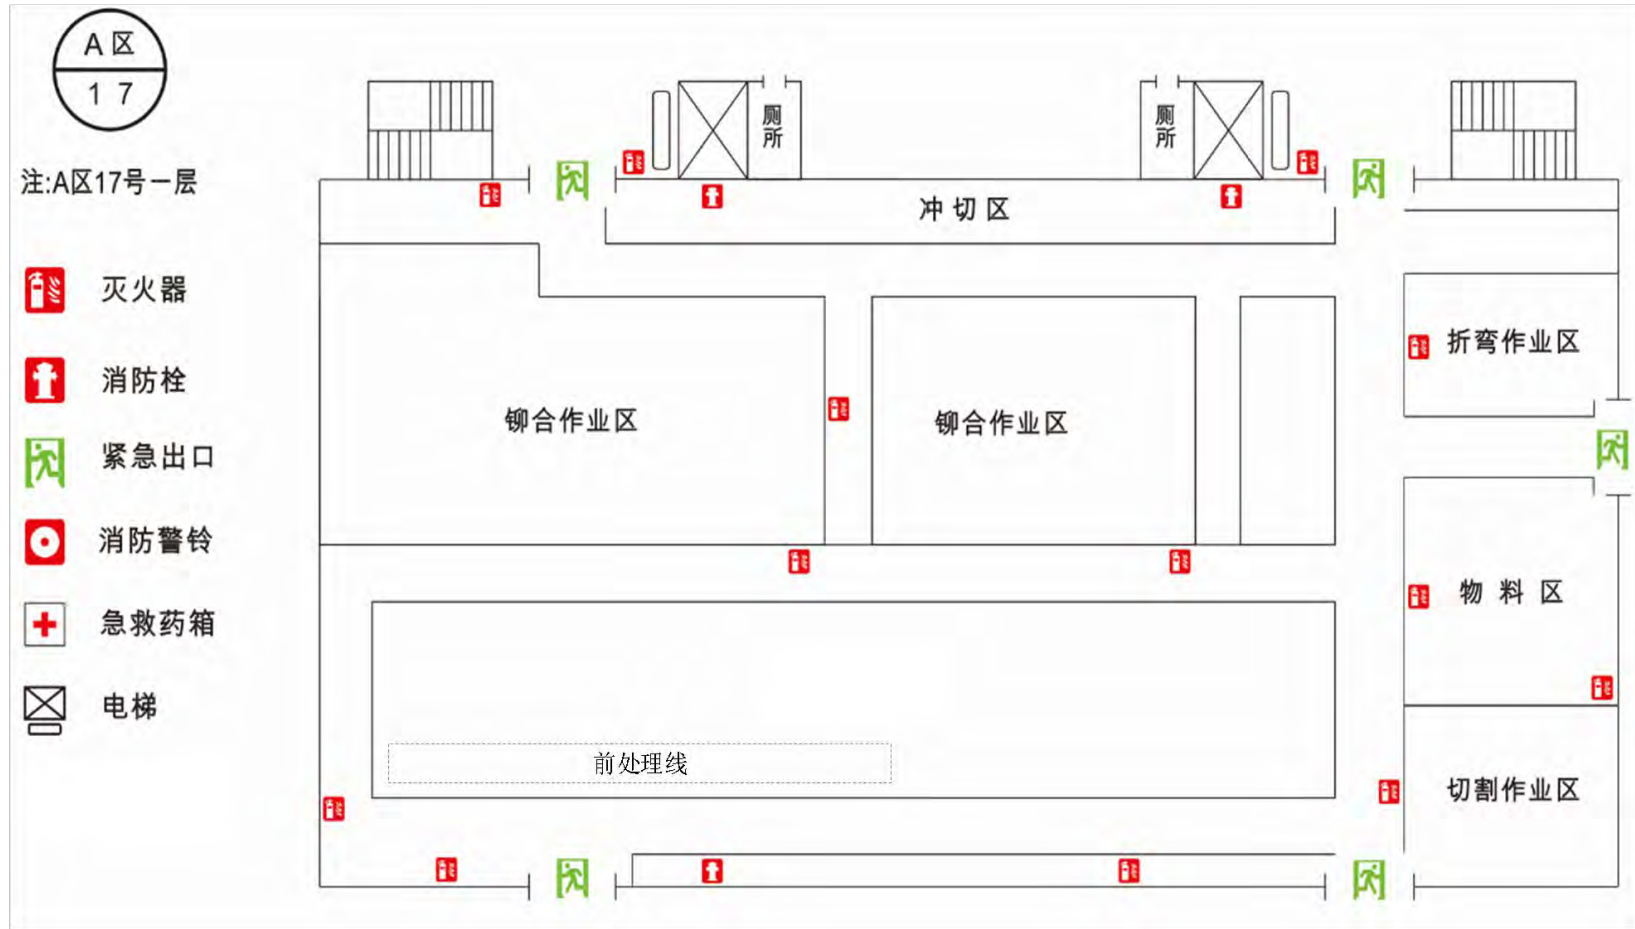 A区
17
注:A区17号一层
灭火器
消防栓
紧急出口
消防警铃
急救药箱
电梯
厕所
厕所
冲切区
折弯作业区
铆合作业区
铆合作业区
物料区
前处理线
切割作业区